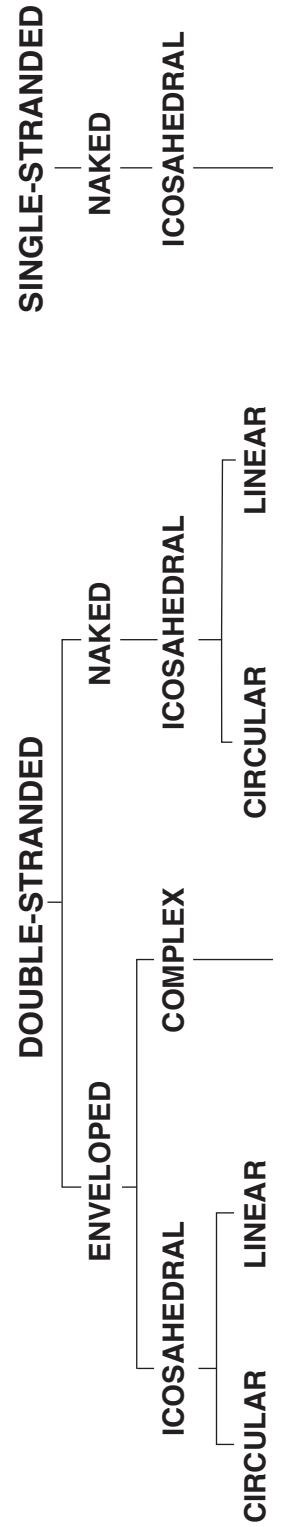 DOUBLE-STRANDED SINGLE-STRANDED
ENVELOPED NAKED NAKED
ICOSAHEDRAL COMPLEX ICOSAHEDRAL ICOSAHEDRAL
CIRCULAR LINEAR CIRCULAR LINEAR